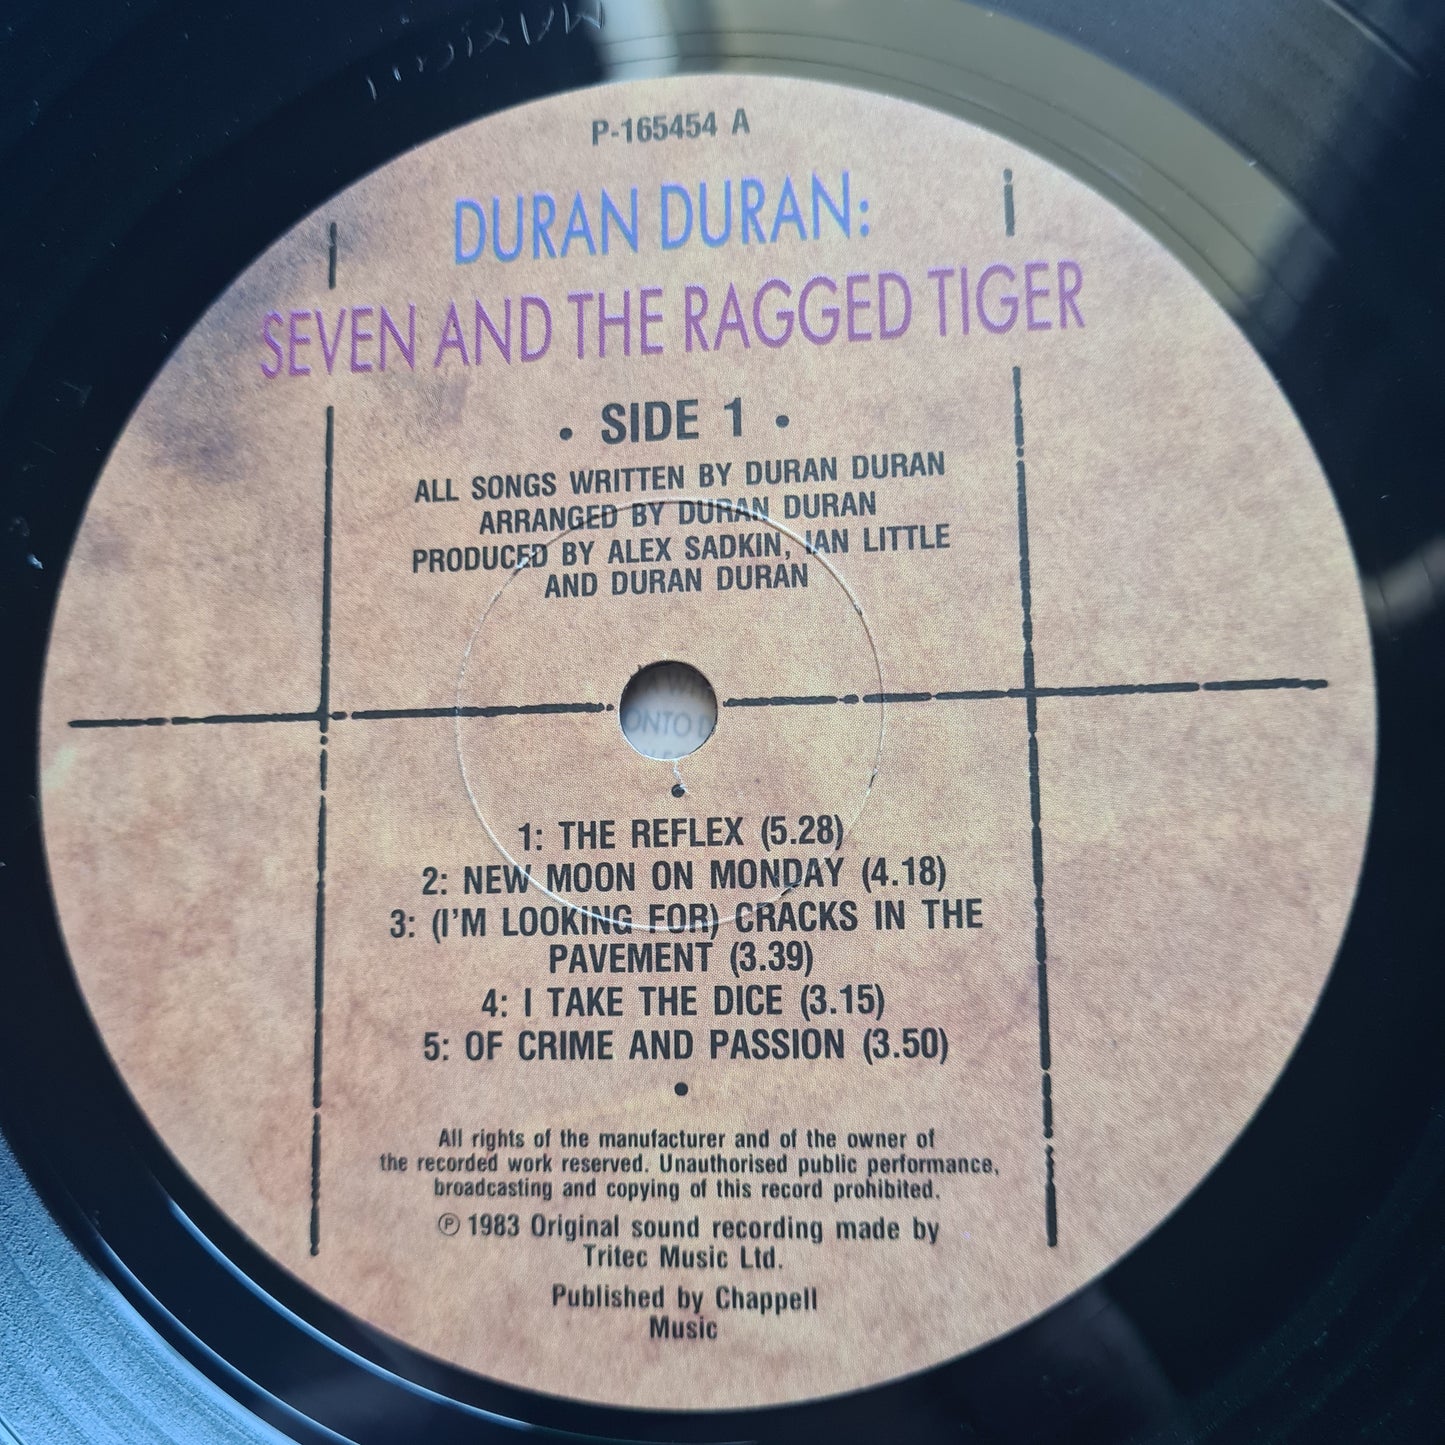 P-165454 A
DURAN DURAN:
SEVEN AND THE RAGGED TIGER
• SIDE 1 •
ALL SONGS WRITTEN BY DURAN DURAN
ARRANGED BY DURAN DURAN
PRODUCED BY ALEX SADKIN, IAN LITTLE
AND DURAN DURAN
1: THE REFLEX (5.28)
2: NEW MOON ON MONDAY (4.18)
3: (I'M LOOKING FOR) CRACKS IN THE
PAVEMENT (3.39)
4: I TAKE THE DICE (3.15)
5: OF CRIME AND PASSION (3.50)
All rights of the manufacturer and of the owner of
the recorded work reserved. Unauthorised public performance,
broadcasting and copying of this record prohibited.
℗ 1983 Original sound recording made by
Tritec Music Ltd.
Published by Chappell
Music